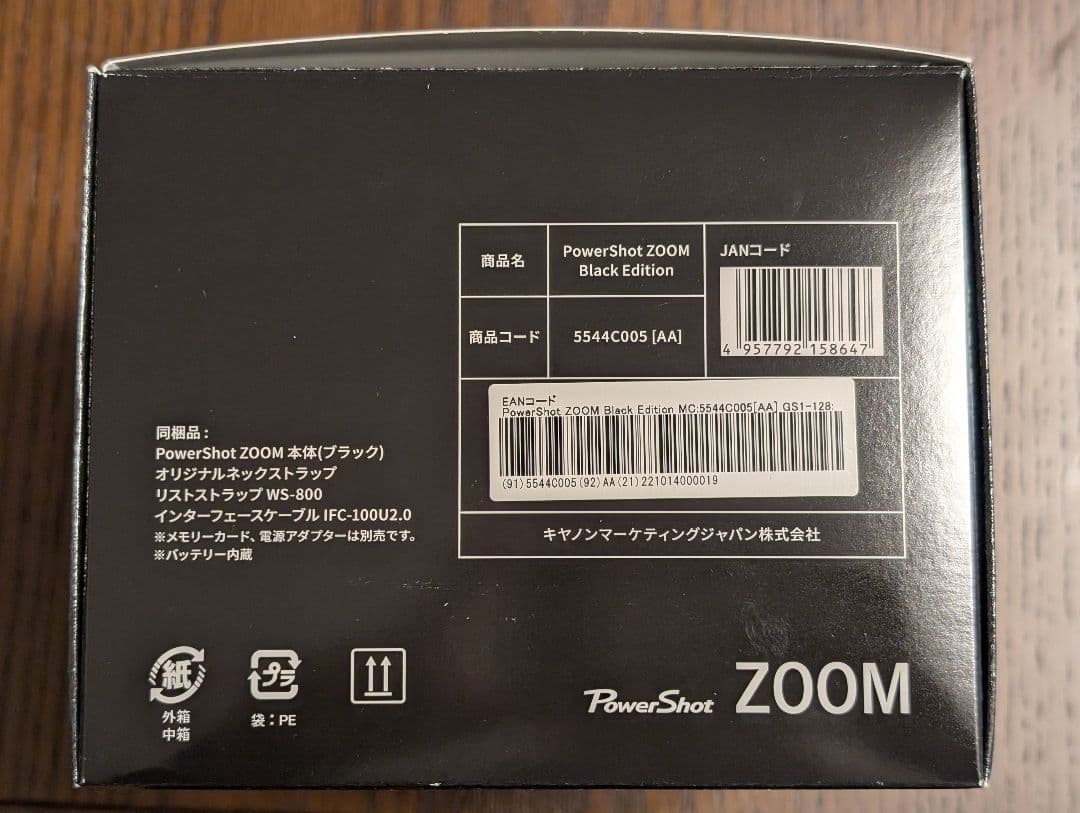 商品名
PowerShot ZOOM
Black Edition
JANコード
4 957792 158647
商品コード
5544C005 [AA]
EANコード
PowerShot ZOOM Black Edition MC:5544C005[AA] GS1-128:
(91)5544C005(92)AA(21)221014000019
キヤノンマーケティングジャパン株式会社
同梱品：
PowerShot ZOOM 本体(ブラック)
オリジナルネックストラップ
リストストラップ WS-800
インターフェースケーブル IFC-100U2.0
※メモリーカード、電源アダプターは別売です。
※バッテリー内蔵
紙
外箱
中箱
プラ
袋：PE
PowerShot ZOOM